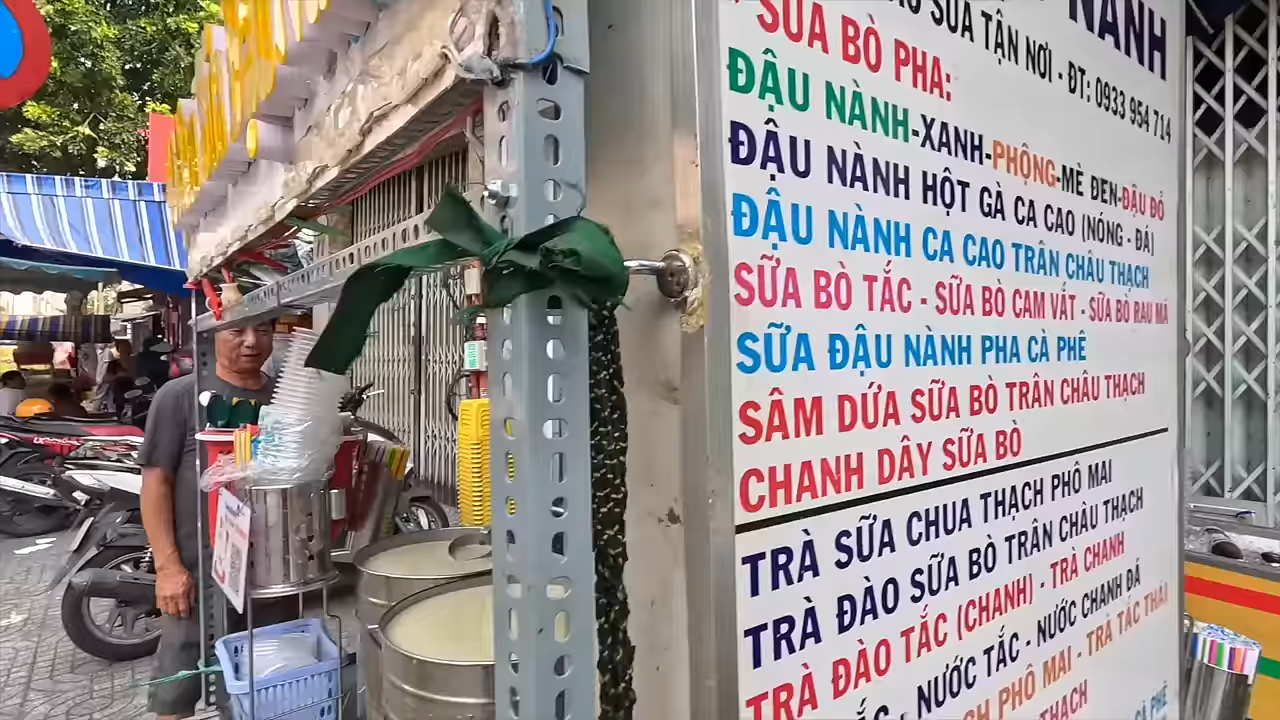 NÀNH
SỮA TẬN NƠI - ĐT: 0933 954 714
SỮA BÒ PHA:
ĐẬU NÀNH-XANH-PHỘNG-MÈ ĐEN-ĐẬU ĐỎ
ĐẬU NÀNH HỘT GÀ CA CAO (NÓNG - ĐÁ)
ĐẬU NÀNH CA CAO TRÂN CHÂU THẠCH
SỮA BÒ TẮC - SỮA BÒ CAM VẮT - SỮA BÒ RAU MÁ
SỮA ĐẬU NÀNH PHA CÀ PHÊ
SÂM DỨA SỮA BÒ TRÂN CHÂU THẠCH
CHANH DÂY SỮA BÒ
TRÀ SỮA CHUA THẠCH PHÔ MAI
TRÀ ĐÀO SỮA BÒ TRÂN CHÂU THẠCH
TRÀ ĐÀO TẮC (CHANH) - TRÀ CHANH
- NƯỚC TẮC - NƯỚC CHANH ĐÁ
PHÔ MAI - TRÀ TẮC THÁI
THẠCH
CÀ PHÊ